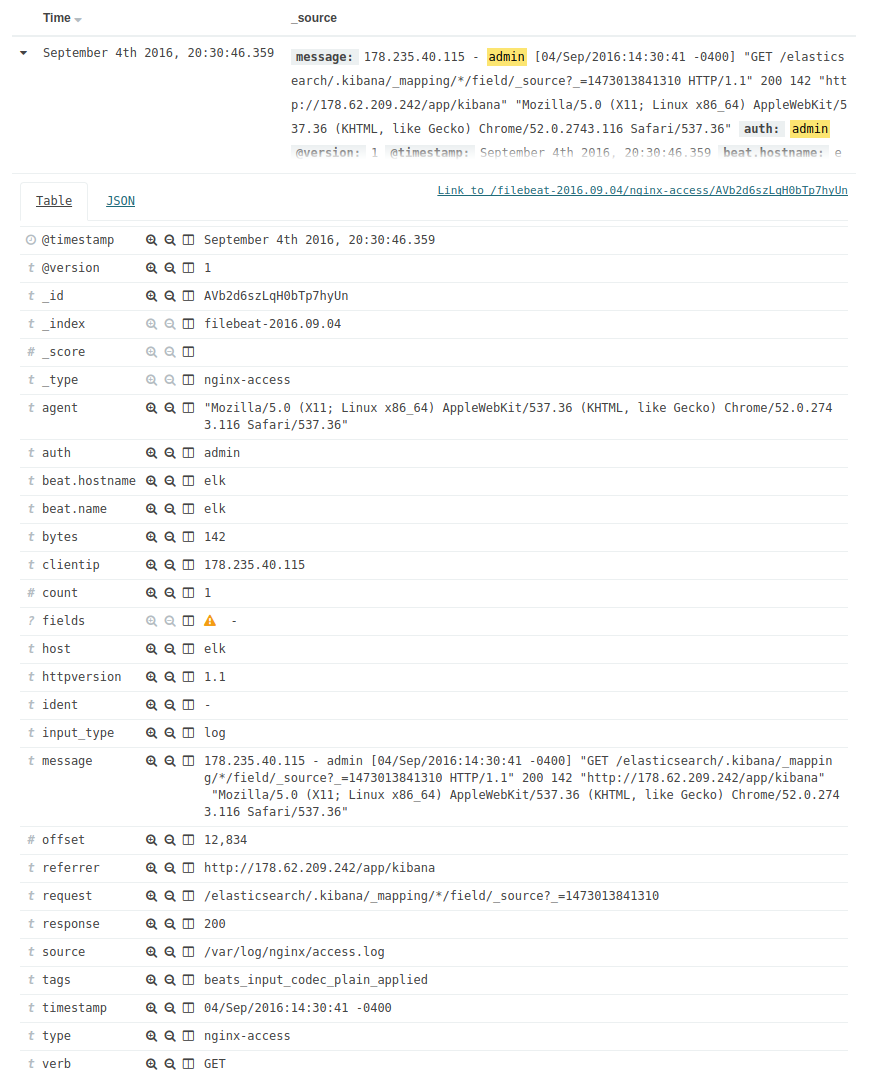 Time _source
September 4th 2016, 20:30:46.359 message: 178.235.40.115 - admin [04/Sep/2016:14:30:41 -0400] "GET /elastics
earch/.kibana/_mapping/*/field/_source?_=1473013841310 HTTP/1.1" 200 142 "htt
p://178.62.209.242/app/kibana" "Mozilla/5.0 (X11; Linux x86_64) AppleWebKit/5
37.36 (KHTML, like Gecko) Chrome/52.0.2743.116 Safari/537.36" auth: admin
@version: 1 @timestamp: September 4th 2016, 20:30:46.359 beat.hostname: e
Table JSON Link to /filebeat-2016.09.04/nginx-access/AVb2d6szLqH0bTp7hyUn
@timestamp September 4th 2016, 20:30:46.359
t @version 1
t _id AVb2d6szLqH0bTp7hyUn
t _index filebeat-2016.09.04
# _score
t _type nginx-access
t agent "Mozilla/5.0 (X11; Linux x86_64) AppleWebKit/537.36 (KHTML, like Gecko) Chrome/52.0.274
3.116 Safari/537.36"
t auth admin
t beat.hostname elk
t beat.name elk
t bytes 142
t clientip 178.235.40.115
# count 1
? fields -
t host elk
t httpversion 1.1
t ident -
t input_type log
t message 178.235.40.115 - admin [04/Sep/2016:14:30:41 -0400] "GET /elasticsearch/.kibana/_mappin
g/*/field/_source?_=1473013841310 HTTP/1.1" 200 142 "http://178.62.209.242/app/kibana"
"Mozilla/5.0 (X11; Linux x86_64) AppleWebKit/537.36 (KHTML, like Gecko) Chrome/52.0.274
3.116 Safari/537.36"
# offset 12,834
t referrer http://178.62.209.242/app/kibana
t request /elasticsearch/.kibana/_mapping/*/field/_source?_=1473013841310
t response 200
t source /var/log/nginx/access.log
t tags beats_input_codec_plain_applied
t timestamp 04/Sep/2016:14:30:41 -0400
t type nginx-access
t verb GET